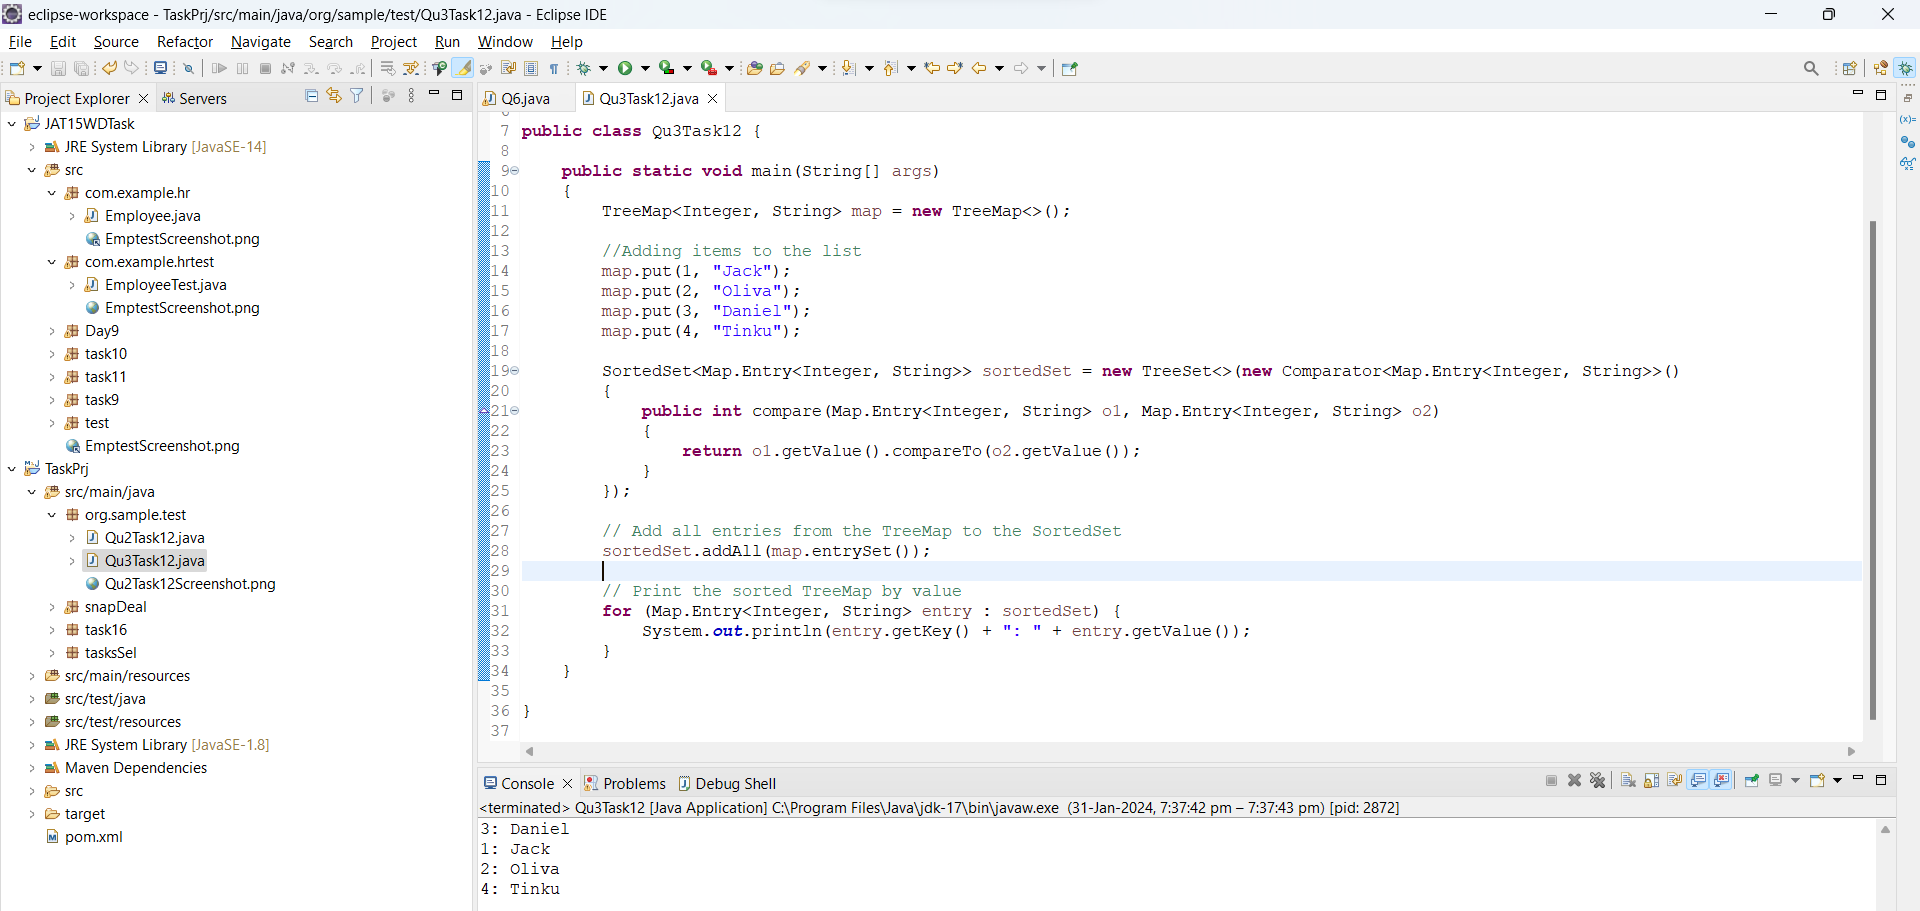 eclipse-workspace - TaskPrj/src/main/java/org/sample/test/Qu3Task12.java - Eclipse IDE
File Edit Source Refactor Navigate Search Project Run Window Help
Project Explorer
Servers
JAT15WDTask
JRE System Library [JavaSE-14]
src
com.example.hr
Employee.java
EmptestScreenshot.png
com.example.hrtest
EmployeeTest.java
EmptestScreenshot.png
Day9
task10
task11
task9
test
EmptestScreenshot.png
TaskPrj
src/main/java
org.sample.test
Qu2Task12.java
Qu3Task12.java
Qu2Task12Screenshot.png
snapDeal
task16
tasksSel
src/main/resources
src/test/java
src/test/resources
JRE System Library [JavaSE-1.8]
Maven Dependencies
src
target
pom.xml
Q6.java
Qu3Task12.java
7 public class Qu3Task12 {
8
9 public static void main(String[] args)
10 {
11 TreeMap<Integer, String> map = new TreeMap<>();
12
13 //Adding items to the list
14 map.put(1, "Jack");
15 map.put(2, "Oliva");
16 map.put(3, "Daniel");
17 map.put(4, "Tinku");
18
19 SortedSet<Map.Entry<Integer, String>> sortedSet = new TreeSet<>(new Comparator<Map.Entry<Integer, String>>()
20 {
21 public int compare(Map.Entry<Integer, String> o1, Map.Entry<Integer, String> o2)
22 {
23 return o1.getValue().compareTo(o2.getValue());
24 }
25 });
26
27 // Add all entries from the TreeMap to the SortedSet
28 sortedSet.addAll(map.entrySet());
29
30 // Print the sorted TreeMap by value
31 for (Map.Entry<Integer, String> entry : sortedSet) {
32 System.out.println(entry.getKey() + ": " + entry.getValue());
33 }
34 }
35
36 }
37
Console
Problems
Debug Shell
<terminated> Qu3Task12 [Java Application] C:\Program Files\Java\jdk-17\bin\javaw.exe (31-Jan-2024, 7:37:42 pm – 7:37:43 pm) [pid: 2872]
3: Daniel
1: Jack
2: Oliva
4: Tinku